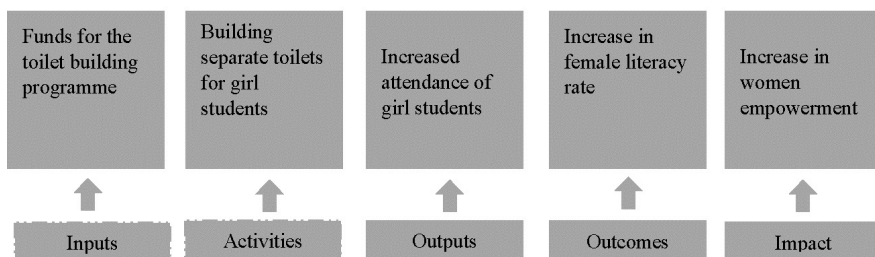 Funds for the
toilet building
programme
Building
separate toilets
for girl
students
Increased
attendance of
girl students
Increase in
female literacy
rate
Increase in
women
empowerment
Inputs
Activities
Outputs
Outcomes
Impact